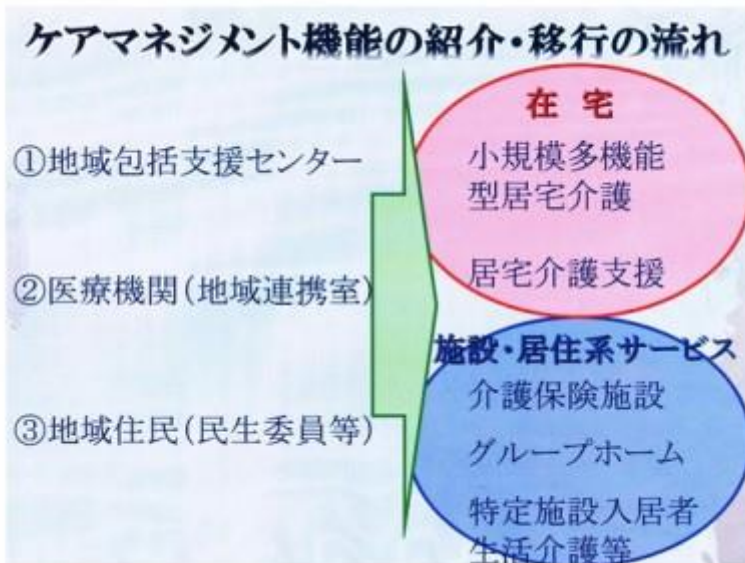 ケアマネジメント機能の紹介・移行の流れ
①地域包括支援センター
②医療機関(地域連携室)
③地域住民(民生委員等)
在 宅
小規模多機能
型居宅介護
居宅介護支援
施設・居住系サービス
介護保険施設
グループホーム
特定施設入居者
生活介護等